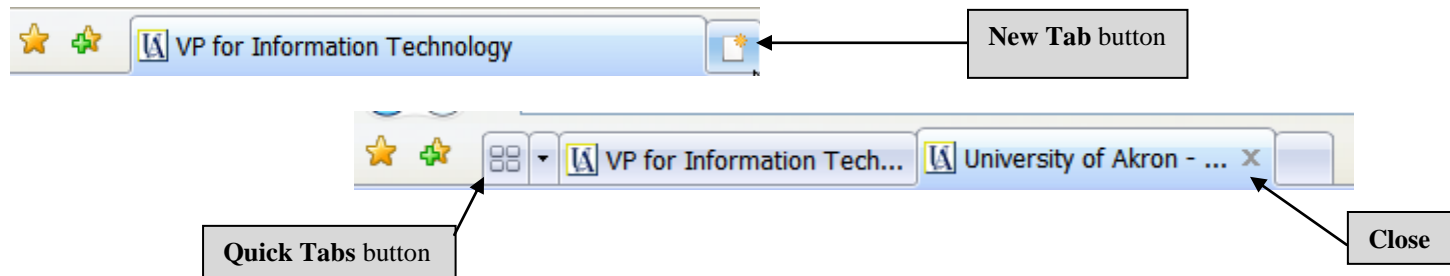 VP for Information Technology
New Tab button
VP for Information Tech...
University of Akron - ...
Quick Tabs button
Close